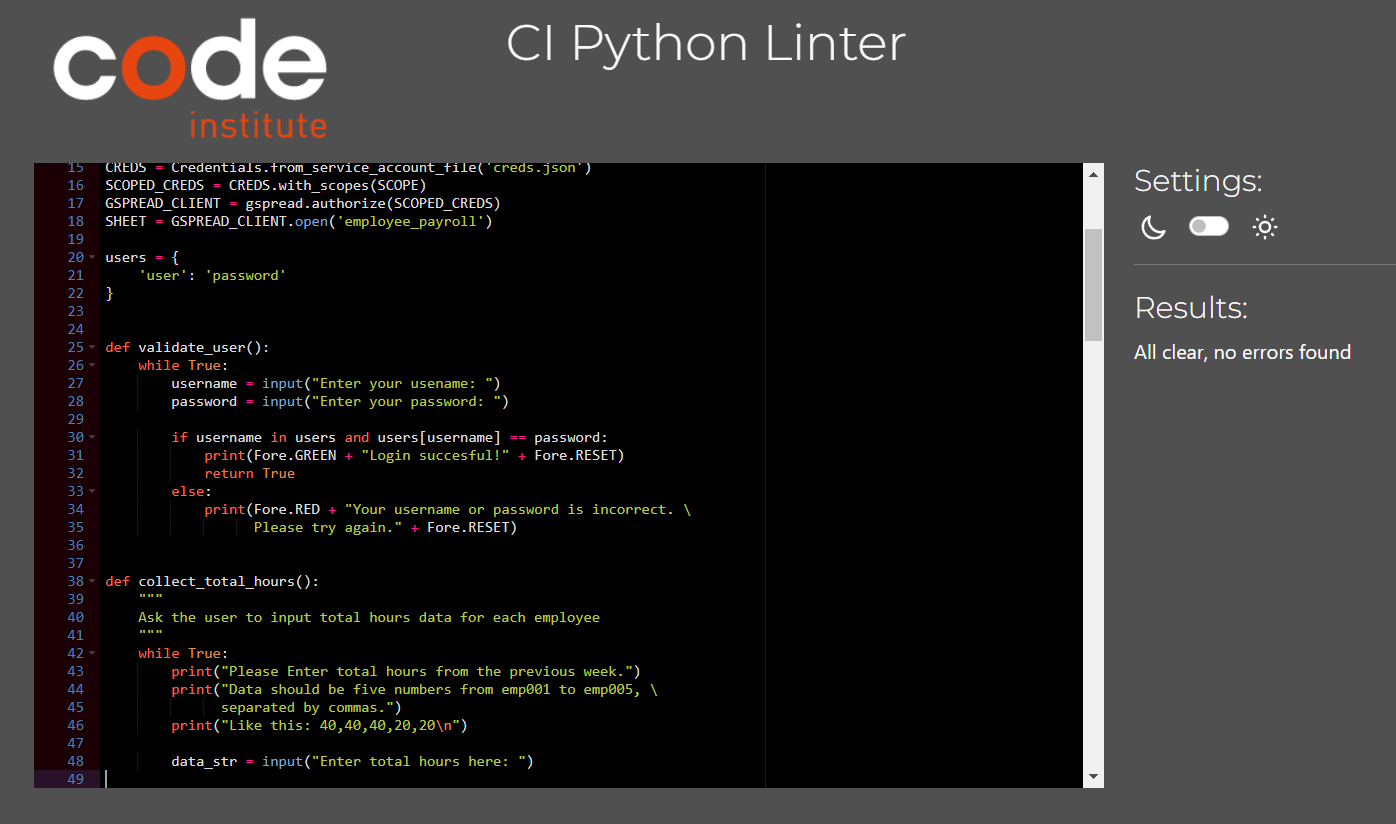 code
institute
CI Python Linter
15 CREDS = Credentials.from_service_account_file('creds.json')
16 SCOPED_CREDS = CREDS.with_scopes(SCOPE)
17 GSPREAD_CLIENT = gspread.authorize(SCOPED_CREDS)
18 SHEET = GSPREAD_CLIENT.open('employee_payroll')
19
20 users = {
21     'user': 'password'
22 }
23
24
25 def validate_user():
26     while True:
27         username = input("Enter your usename: ")
28         password = input("Enter your password: ")
29
30         if username in users and users[username] == password:
31             print(Fore.GREEN + "Login succesful!" + Fore.RESET)
32             return True
33         else:
34             print(Fore.RED + "Your username or password is incorrect. \
35                   Please try again." + Fore.RESET)
36
37
38 def collect_total_hours():
39     """
40     Ask the user to input total hours data for each employee
41     """
42     while True:
43         print("Please Enter total hours from the previous week.")
44         print("Data should be five numbers from emp001 to emp005, \
45               separated by commas.")
46         print("Like this: 40,40,40,20,20\n")
47
48         data_str = input("Enter total hours here: ")
49
Settings:
Results:
All clear, no errors found